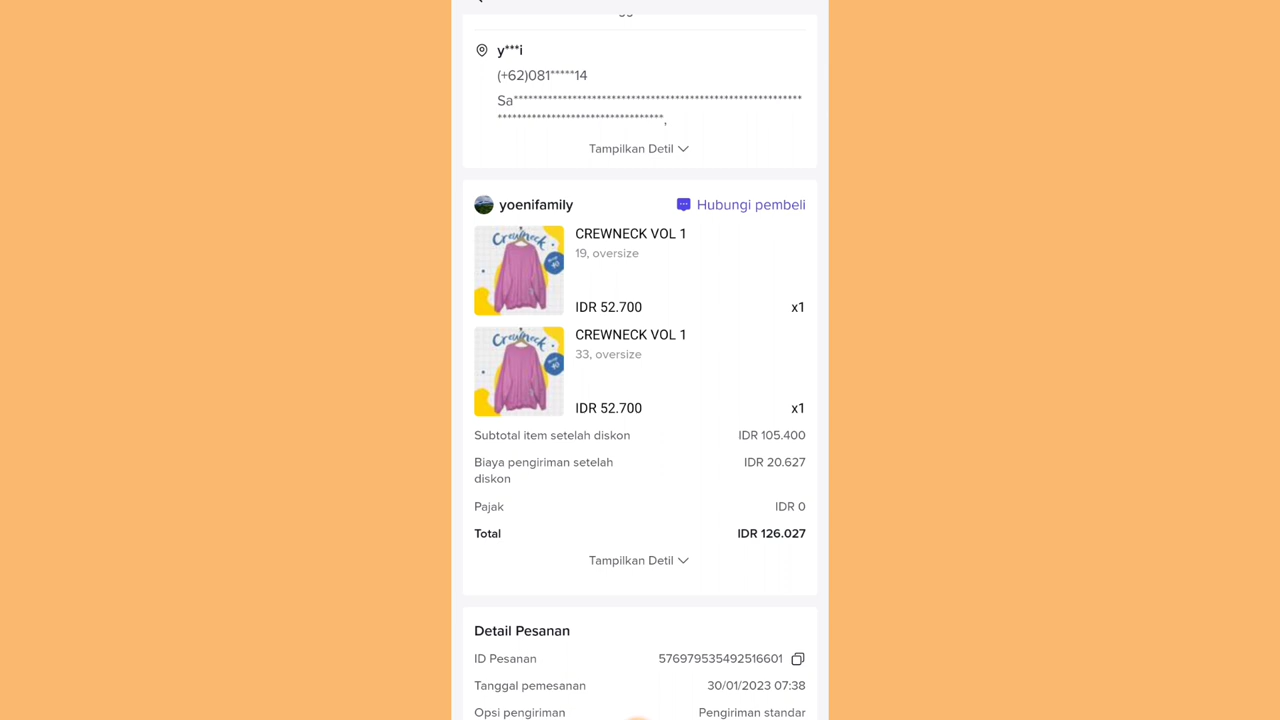 y***i
(+62)081*****14
Sa************************************************************
**********************************,
Tampilkan Detil
yoenifamily
Hubungi pembeli
Crewneck
CREWNECK VOL 1
19, oversize
IDR 52.700
x1
Crewneck
CREWNECK VOL 1
33, oversize
IDR 52.700
x1
Subtotal item setelah diskon
IDR 105.400
Biaya pengiriman setelah
diskon
IDR 20.627
Pajak
IDR 0
Total
IDR 126.027
Tampilkan Detil
Detail Pesanan
ID Pesanan
576979535492516601
Tanggal pemesanan
30/01/2023 07:38
Opsi pengiriman
Pengiriman standar